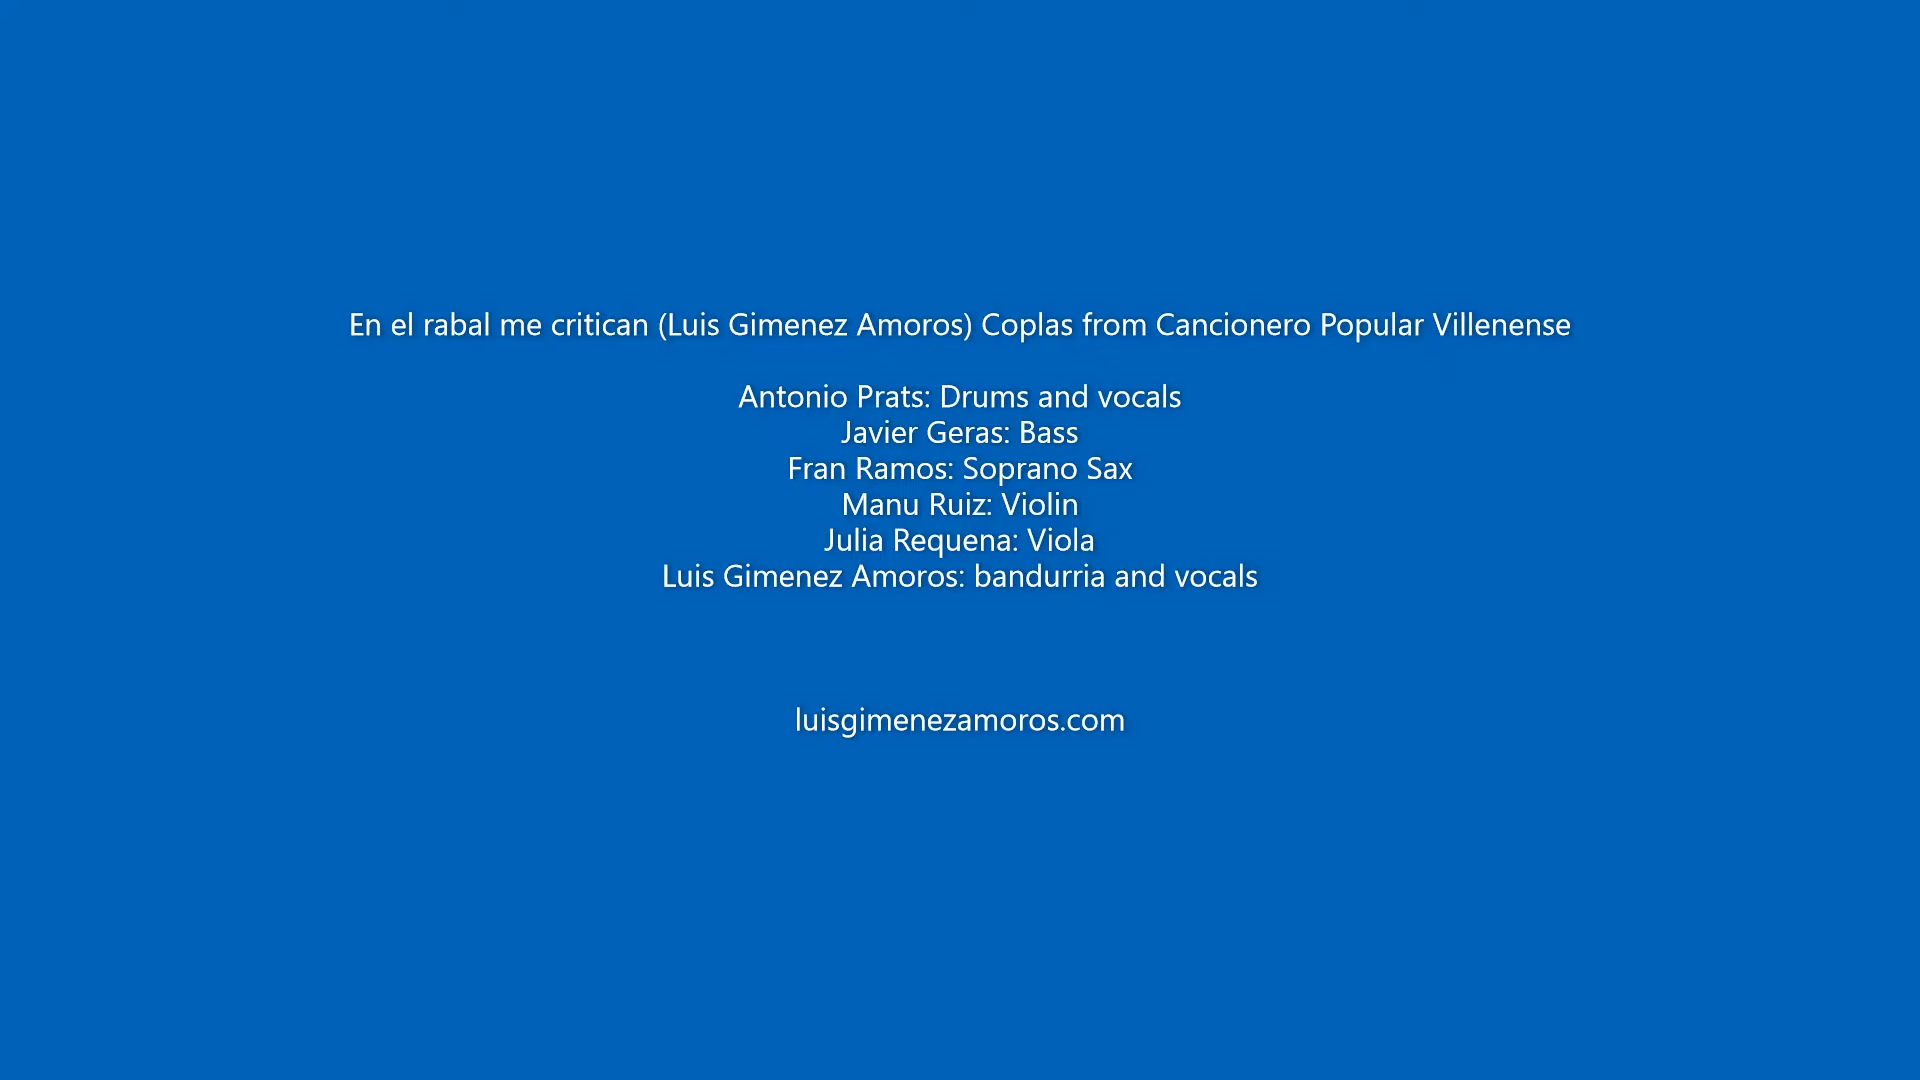 En el rabal me critican (Luis Gimenez Amoros) Coplas from Cancionero Popular Villenense
Antonio Prats: Drums and vocals
Javier Geras: Bass
Fran Ramos: Soprano Sax
Manu Ruiz: Violin
Julia Requena: Viola
Luis Gimenez Amoros: bandurria and vocals
luisgimenezamoros.com